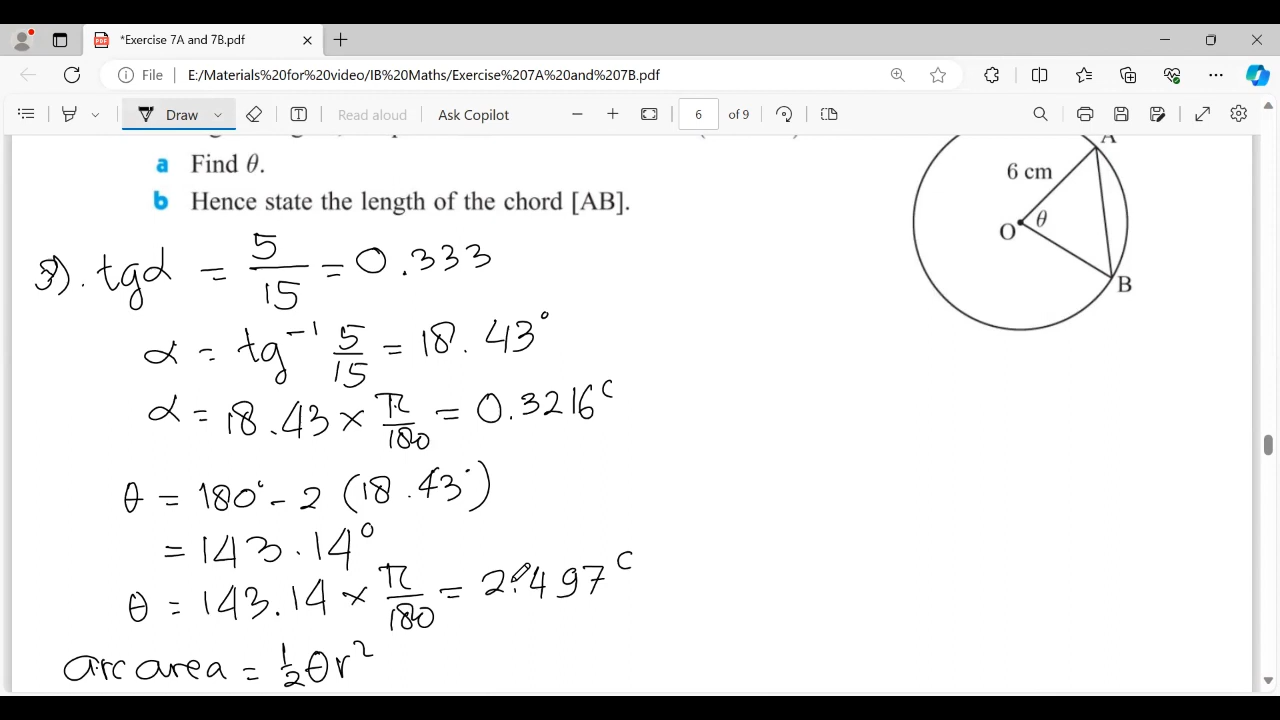 *Exercise 7A and 7B.pdf
File E:/Materials%20for%20video/IB%20Maths/Exercise%207A%20and%207B.pdf
Draw Read aloud Ask Copilot 6 of 9
a Find θ.
b Hence state the length of the chord [AB].
A
6 cm
O θ
B
tgα = 5/15 = 0.333
α = tg⁻¹ 5/15 = 18.43°
α = 18.43 × π/180 = 0.3216ᶜ
θ = 180° - 2 (18.43°)
= 143.14°
θ = 143.14 × π/180 = 2.497ᶜ
arc area = 1/2 θr²